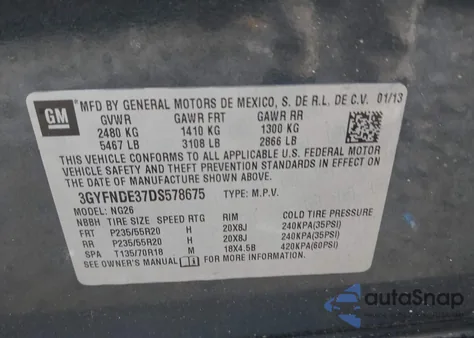 GM
MFD BY GENERAL MOTORS DE MEXICO, S. DE R.L. DE C.V. 01/13
GVWR GAWR FRT GAWR RR
2480 KG 1410 KG 1300 KG
5467 LB 3108 LB 2866 LB
THIS VEHICLE CONFORMS TO ALL APPLICABLE U.S. FEDERAL MOTOR
VEHICLE SAFETY, BUMPER, AND THEFT PREVENTION STANDARDS
IN EFFECT ON THE DATE OF MANUFACTURE SHOWN ABOVE.
3GYFNDE37DS578675 TYPE: M.P.V.
MODEL: NG26
NBBH TIRE SIZE SPEED RTG RIM COLD TIRE PRESSURE
FRT P235/55R20 H 20X8J 240KPA(35PSI)
RR P235/55R20 H 20X8J 240KPA(35PSI)
SPA T135/70R18 M 18X4.5B 420KPA(60PSI)
SEE OWNER'S MANUAL FOR MORE INFORMATION.
autoSnap